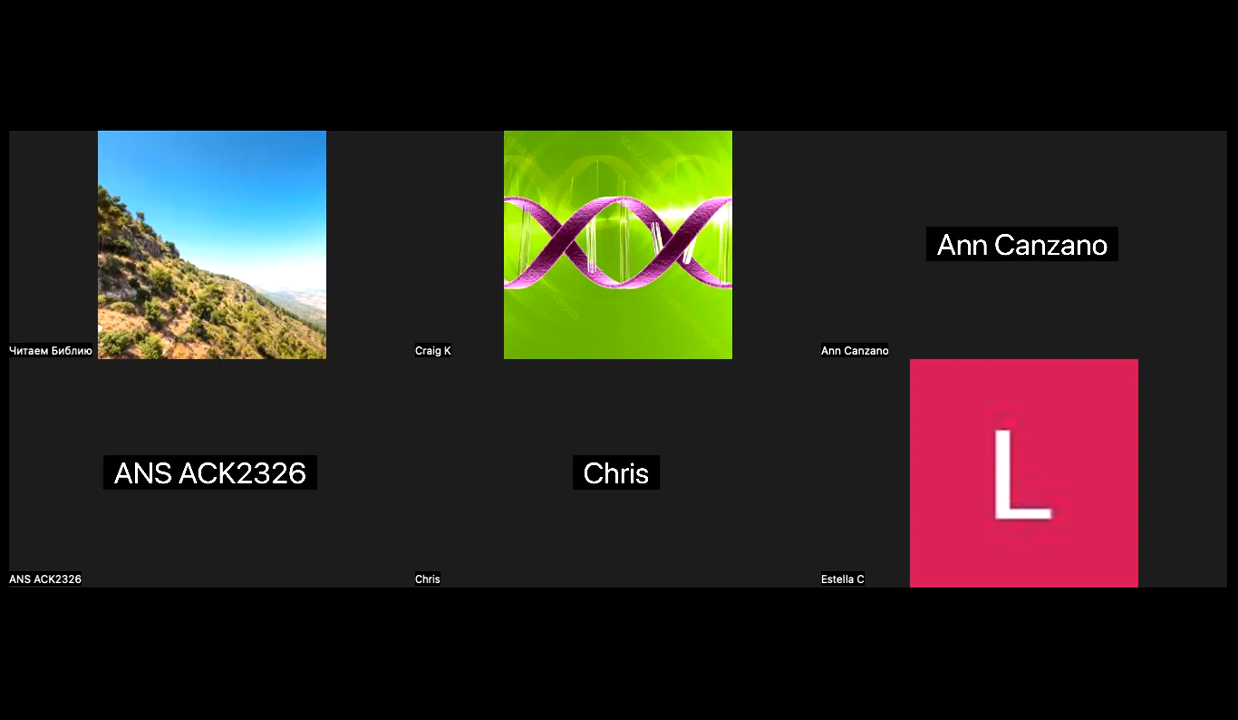 Читаем Библию
Craig K
Ann Canzano
Ann Canzano
ANS ACK2326
ANS ACK2326
Chris
Chris
L
Estella C